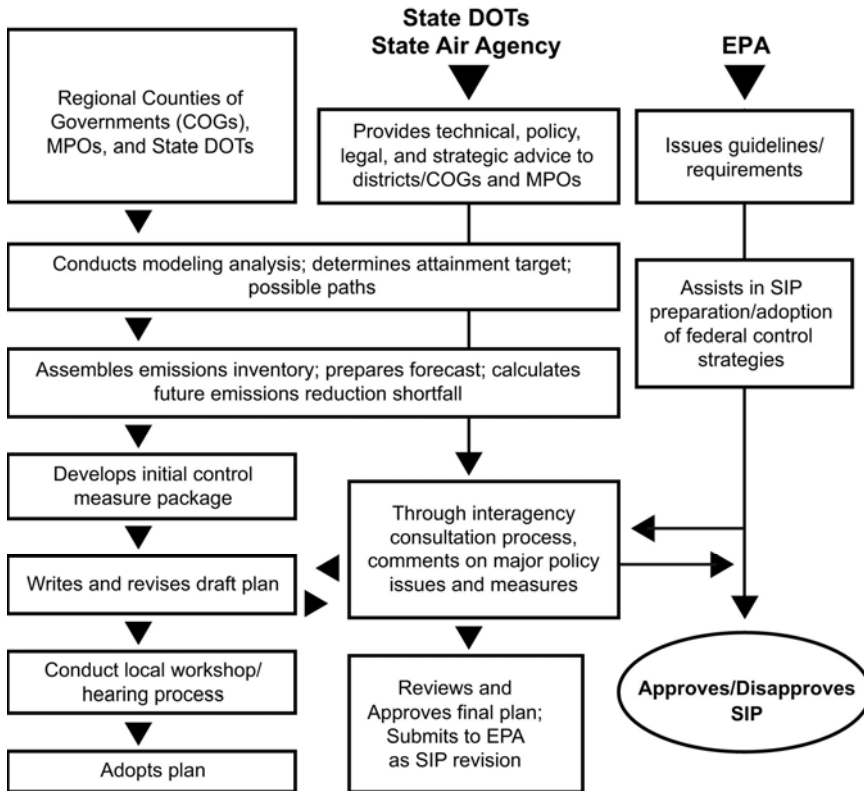 State DOTs
State Air Agency
EPA
Regional Counties of
Governments (COGs),
MPOs, and State DOTs
Provides technical, policy,
legal, and strategic advice to
districts/COGs and MPOs
Issues guidelines/
requirements
Conducts modeling analysis; determines attainment target;
possible paths
Assists in SIP
preparation/adoption
of federal control
strategies
Assembles emissions inventory; prepares forecast; calculates
future emissions reduction shortfall
Develops initial control
measure package
Through interagency
consultation process,
comments on major policy
issues and measures
Writes and revises draft plan
Conduct local workshop/
hearing process
Reviews and
Approves final plan;
Submits to EPA
as SIP revision
Approves/Disapproves
SIP
Adopts plan